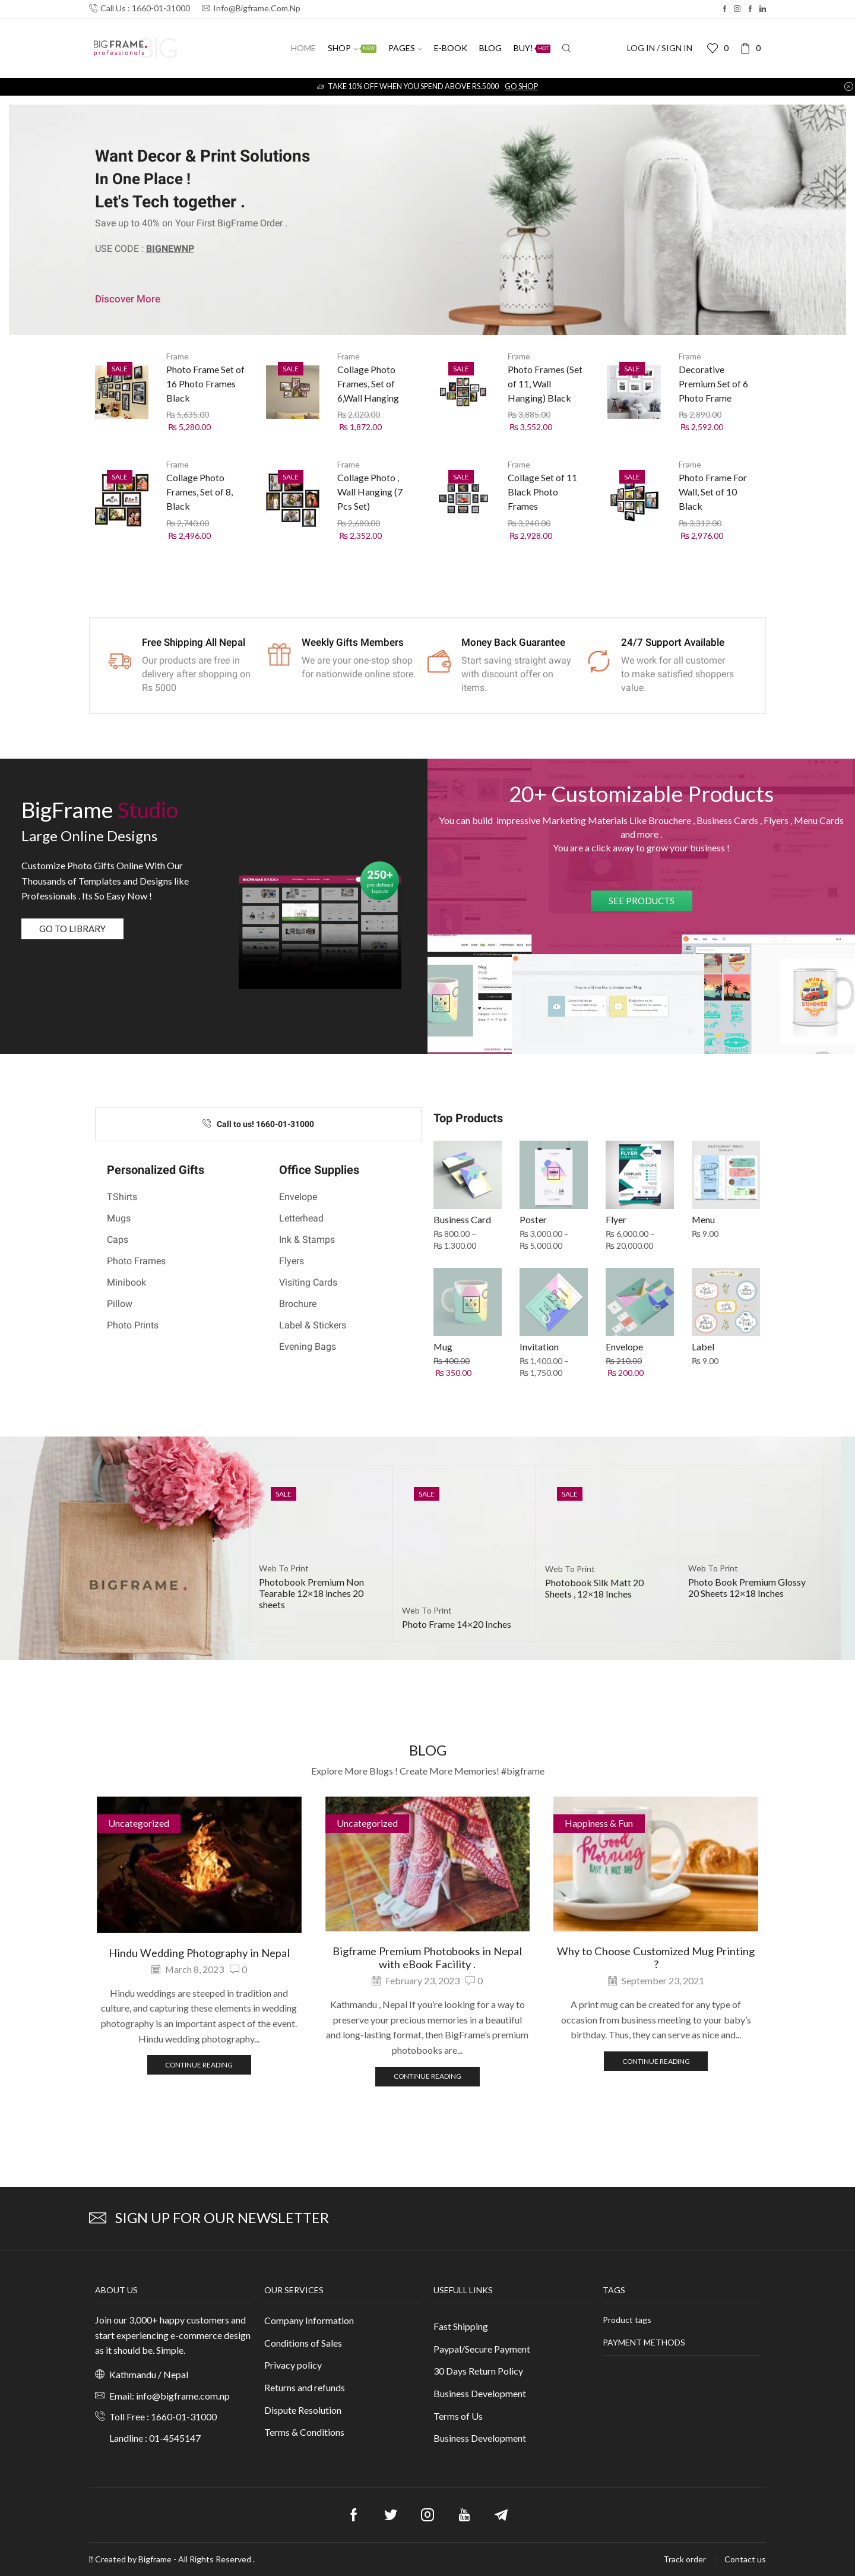 Call Us : 1660-01-31000
Info@Bigframe.Com.Np
BIGFRAME.
professionals
BIG
HOME
SHOP
NEW
PAGES
E-BOOK
BLOG
BUY!
HOT
LOG IN / SIGN IN
0
0
TAKE 10% OFF WHEN YOU SPEND ABOVE RS.5000 GO SHOP
Want Decor & Print Solutions
In One Place !
Let's Tech together .
Save up to 40% on Your First BigFrame Order .
USE CODE : BIGNEWNP
Discover More
SALE
Frame
Photo Frame Set of
16 Photo Frames
Black
₨ 5,635.00
₨ 5,280.00
SALE
Frame
Collage Photo
Frames, Set of
6,Wall Hanging
₨ 2,020.00
₨ 1,872.00
SALE
Frame
Photo Frames (Set
of 11, Wall
Hanging) Black
₨ 3,885.00
₨ 3,552.00
SALE
Frame
Decorative
Premium Set of 6
Photo Frame
₨ 2,890.00
₨ 2,592.00
SALE
Frame
Collage Photo
Frames, Set of 8,
Black
₨ 2,740.00
₨ 2,496.00
SALE
Frame
Collage Photo ,
Wall Hanging (7
Pcs Set)
₨ 2,680.00
₨ 2,352.00
SALE
Frame
Collage Set of 11
Black Photo
Frames
₨ 3,240.00
₨ 2,928.00
SALE
Frame
Photo Frame For
Wall, Set of 10
Black
₨ 3,312.00
₨ 2,976.00
Free Shipping All Nepal
Our products are free in
delivery after shopping on
Rs 5000
Weekly Gifts Members
We are your one-stop shop
for nationwide online store.
Money Back Guarantee
Start saving straight away
with discount offer on
items.
24/7 Support Available
We work for all customer
to make satisfied shoppers
value.
BigFrame Studio
Large Online Designs
Customize Photo Gifts Online With Our
Thousands of Templates and Designs like
Professionals . Its So Easy Now !
GO TO LIBRARY
BIGFRAME STUDIO
250+
pre-defined
layouts
20+ Customizable Products
You can build impressive Marketing Materials Like Brouchere , Business Cards , Flyers , Menu Cards
and more .
You are a click away to grow your business !
SEE PRODUCTS
Mug
How would you like to design your Mug
ENJOY
SUMMER
Call to us! 1660-01-31000
Personalized Gifts
TShirts
Mugs
Caps
Photo Frames
Minibook
Pillow
Photo Prints
Office Supplies
Envelope
Letterhead
Ink & Stamps
Flyers
Visiting Cards
Brochure
Label & Stickers
Evening Bags
Top Products
Business Card
₨ 800.00 –
₨ 1,300.00
Poster
₨ 3,000.00 –
₨ 5,000.00
BUSINESS
FLYER
HEADLINE
TEMPLATE
Flyer
₨ 6,000.00 –
₨ 20,000.00
RESTAURANT MENU
Menu
₨ 9.00
Mug
₨ 400.00
₨ 350.00
Invitation
₨ 1,400.00 –
₨ 1,750.00
Envelope
₨ 210.00
₨ 200.00
Label
₨ 9.00
BIGFRAME .
SALE
Web To Print
Photobook Premium Non
Tearable 12×18 inches 20
sheets
SALE
Web To Print
Photo Frame 14×20 Inches
SALE
Web To Print
Photobook Silk Matt 20
Sheets , 12×18 Inches
Web To Print
Photo Book Premium Glossy
20 Sheets 12×18 Inches
BLOG
Explore More Blogs ! Create More Memories! #bigframe
Uncategorized
Hindu Wedding Photography in Nepal
March 8, 2023 0
Hindu weddings are steeped in tradition and
culture, and capturing these elements in wedding
photography is an important aspect of the event.
Hindu wedding photography...
CONTINUE READING
Uncategorized
Bigframe Premium Photobooks in Nepal
with eBook Facility .
February 23, 2023 0
Kathmandu , Nepal If you’re looking for a way to
preserve your precious memories in a beautiful
and long-lasting format, then BigFrame’s premium
photobooks are...
CONTINUE READING
Happiness & Fun
Good
Morning
HAVE A NICE DAY
Why to Choose Customized Mug Printing
?
September 23, 2021
A print mug can be created for any type of
occasion from business meeting to your baby’s
birthday. Thus, they can serve as nice and...
CONTINUE READING
SIGN UP FOR OUR NEWSLETTER
ABOUT US
Join our 3,000+ happy customers and
start experiencing e-commerce design
as it should be. Simple.
Kathmandu / Nepal
Email: info@bigframe.com.np
Toll Free : 1660-01-31000
Landline : 01-4545147
OUR SERVICES
Company Information
Conditions of Sales
Privacy policy
Returns and refunds
Dispute Resolution
Terms & Conditions
USEFULL LINKS
Fast Shipping
Paypal/Secure Payment
30 Days Return Policy
Business Development
Terms of Us
Business Development
TAGS
Product tags
PAYMENT METHODS
Created by Bigframe - All Rights Reserved .
Track order
Contact us